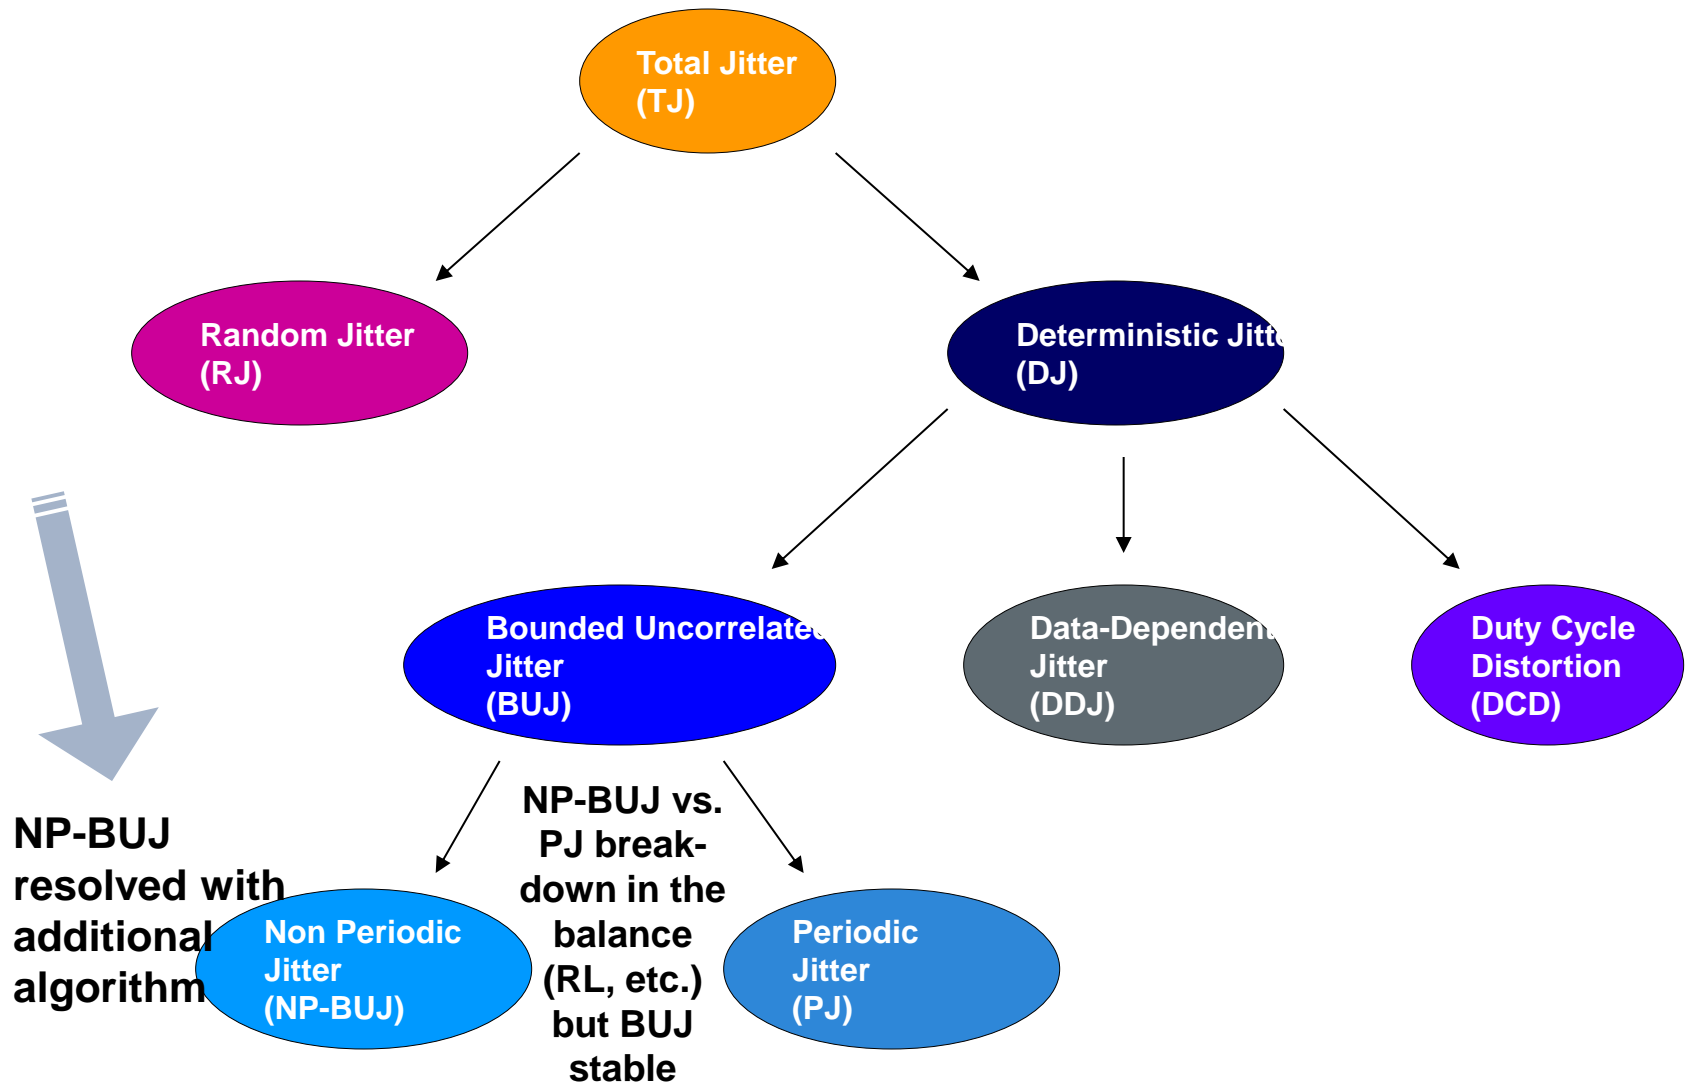 Total Jitter
(TJ)
Random Jitter
(RJ)
Deterministic Jitte
(DJ)
Bounded Uncorrelated
Jitter
(BUJ)
Data-Dependent
Jitter
(DDJ)
Duty Cycle
Distortion
(DCD)
NP-BUJ
resolved with
additional
algorithm
Non Periodic
Jitter
(NP-BUJ)
NP-BUJ vs.
PJ break-
down in the
balance
(RL, etc.)
but BUJ
stable
Periodic
Jitter
(PJ)